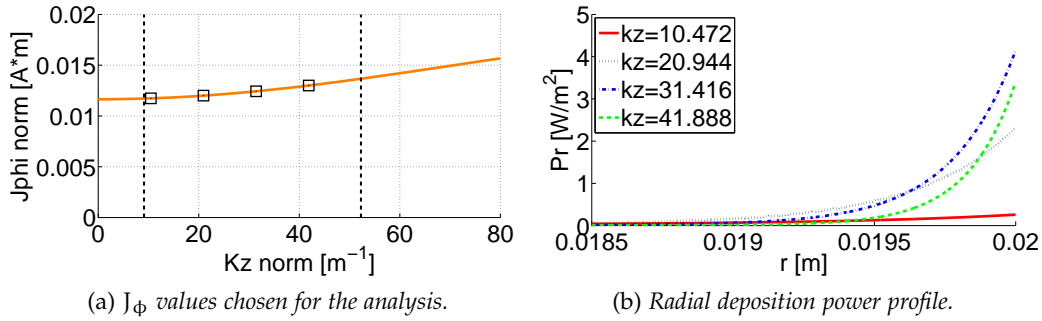 0.02
0.015
0.01
0.005
0
0 20 40 60 80
Jphi norm [A*m]
Kz norm [m⁻¹]
(a) Jϕ values chosen for the analysis.
5
4
3
2
1
0
0.0185 0.019 0.0195 0.02
Pr [W/m²]
r [m]
kz=10.472
kz=20.944
kz=31.416
kz=41.888
(b) Radial deposition power profile.